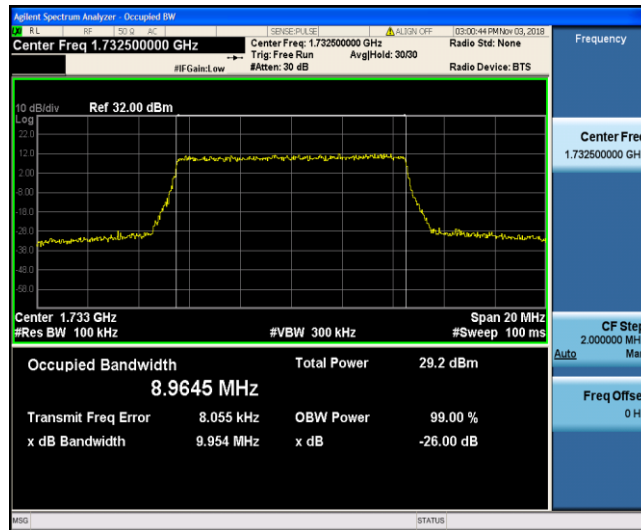 Agilent Spectrum Analyzer - Occupied BW
RL RF 50 Ω AC SENSE:PULSE ALIGN OFF 03:00:44 PM Nov 03, 2018
Center Freq 1.732500000 GHz Center Freq: 1.732500000 GHz Radio Std: None Frequency
Trig: Free Run Avg|Hold: 30/30
#IFGain:Low #Atten: 30 dB Radio Device: BTS
10 dB/div Ref 32.00 dBm
Log
22.0
12.0
2.00
-8.00
-18.0
-28.0
-38.0
-48.0
-58.0
Center Fre
1.732500000 GH
Center 1.733 GHz Span 20 MHz
#Res BW 100 kHz #VBW 300 kHz #Sweep 100 ms
CF Step
2.000000 MH
Auto Ma
Occupied Bandwidth Total Power 29.2 dBm
8.9645 MHz
Freq Offse
0 H
Transmit Freq Error 8.055 kHz OBW Power 99.00 %
x dB Bandwidth 9.954 MHz x dB -26.00 dB
MSG STATUS